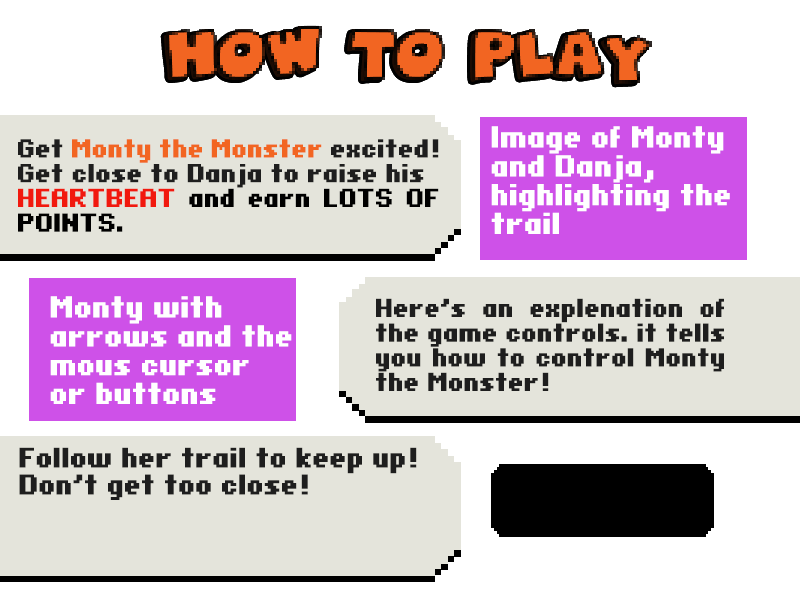 HOW TO PLAY
Get Monty the Monster excited!
Get close to Danja to raise his
HEARTBEAT and earn LOTS OF
POINTS.
Image of Monty
and Danja,
highlighting the
trail
Monty with
arrows and the
mous cursor
or buttons
Here's an explenation of
the game controls. it tells
you how to control Monty
the Monster!
Follow her trail to keep up!
Don't get too close!